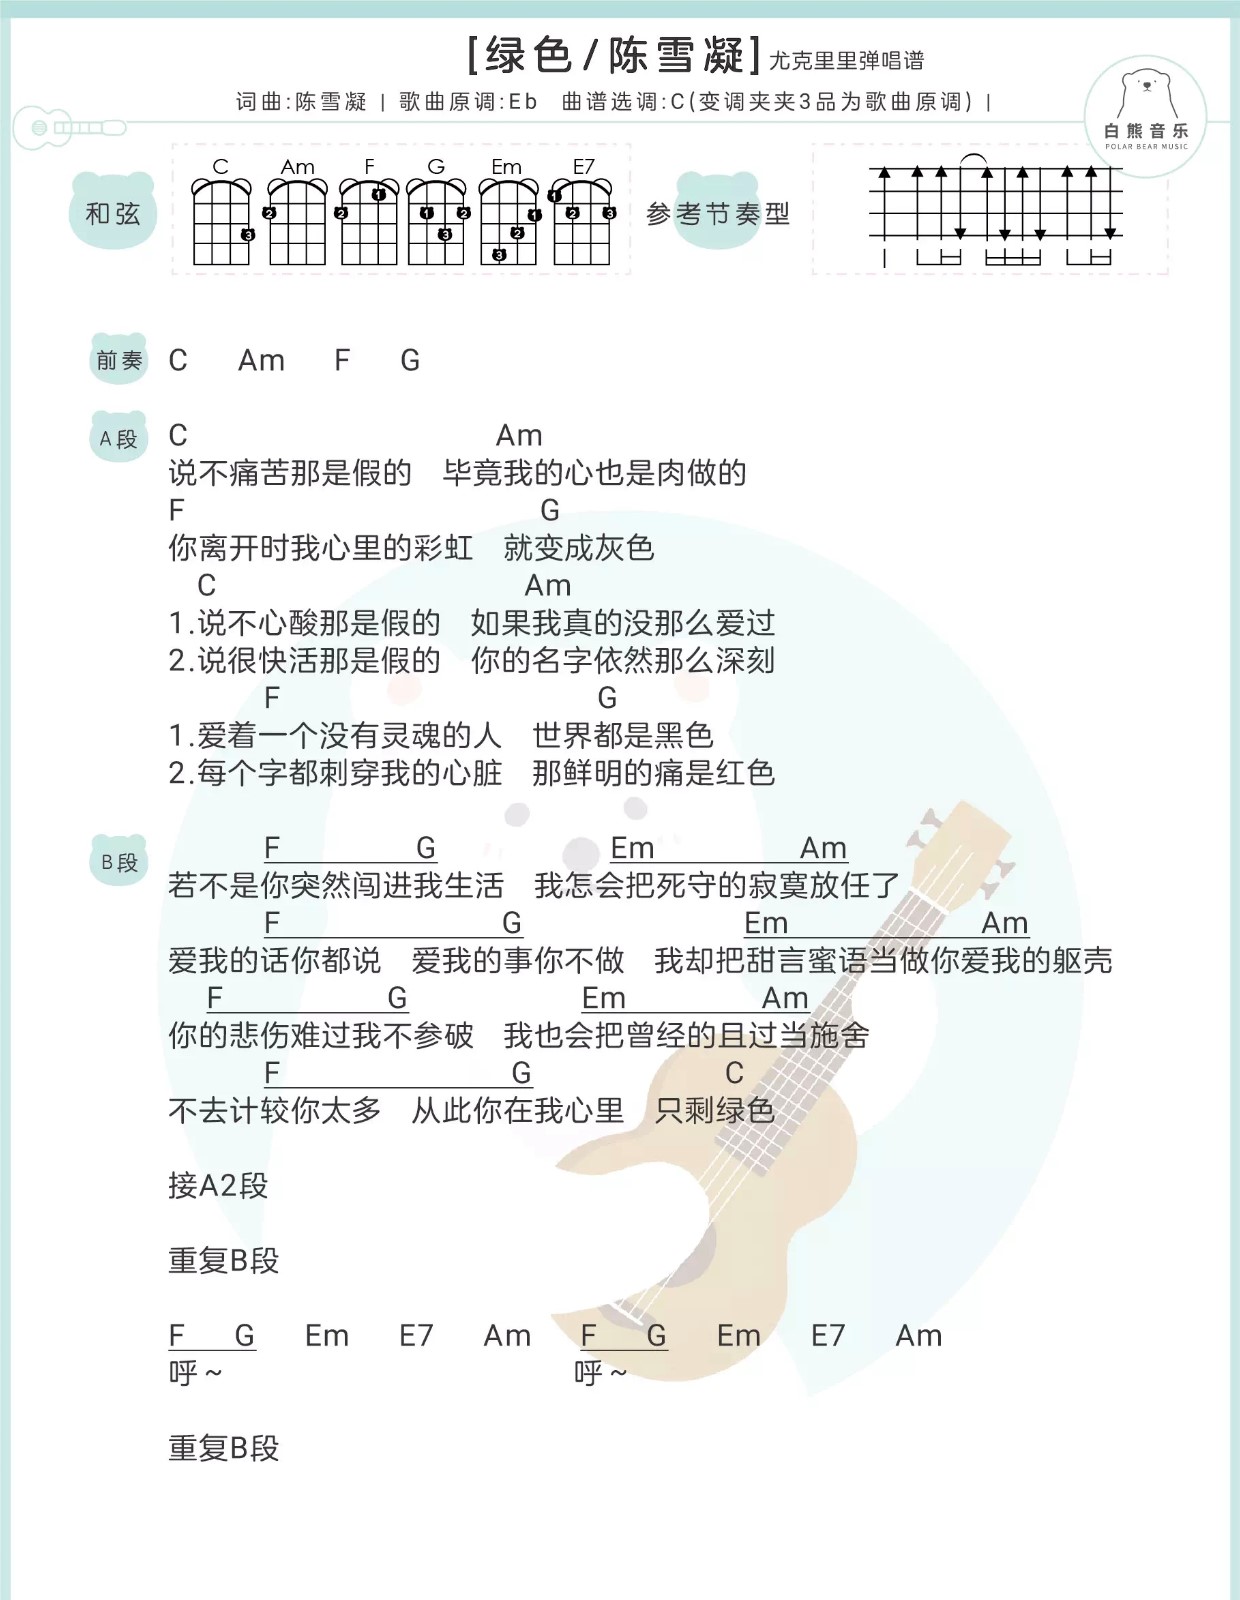 [绿色/陈雪凝]尤克里里弹唱谱
词曲:陈雪凝 | 歌曲原调:Eb 曲谱选调:C(变调夹夹3品为歌曲原调) |
白熊音乐
POLAR BEAR MUSIC
和弦
C Am F G Em E7
2 3 2 2 1 1 2 3 1 2 3 1 2 3
参考节奏型
前奏 C Am F G
A段
C Am
说不痛苦那是假的 毕竟我的心也是肉做的
F G
你离开时我心里的彩虹 就变成灰色
C Am
1.说不心酸那是假的 如果我真的没那么爱过
2.说很快活那是假的 你的名字依然那么深刻
F G
1.爱着一个没有灵魂的人 世界都是黑色
2.每个字都刺穿我的心脏 那鲜明的痛是红色
B段
F G Em Am
若不是你突然闯进我生活 我怎会把死守的寂寞放任了
F G Em Am
爱我的话你都说 爱我的事你不做 我却把甜言蜜语当做你爱我的躯壳
F G Em Am
你的悲伤难过我不参破 我也会把曾经的且过当施舍
F G C
不去计较你太多 从此你在我心里 只剩绿色
接A2段
重复B段
F G Em E7 Am F G Em E7 Am
呼~ 呼~
重复B段